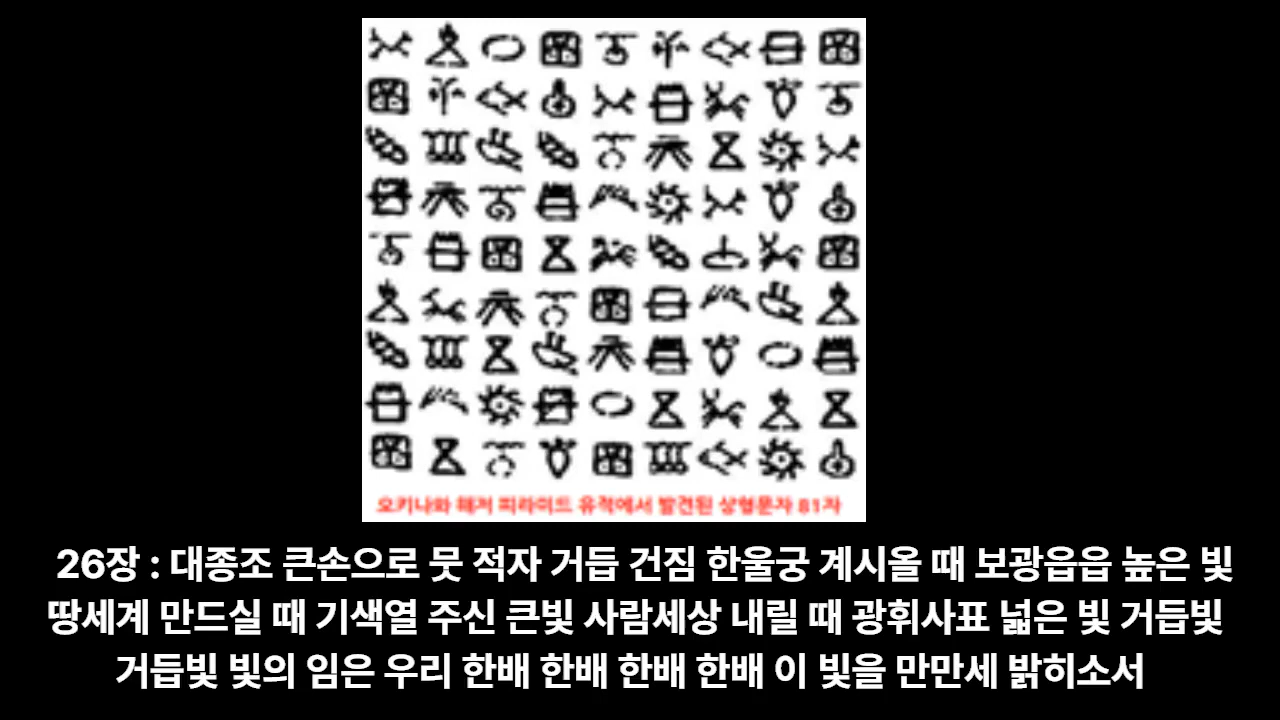 오키나와 해저 피라미드 유적에서 발견된 상형문자 81자
26장 : 대종조 큰손으로 뭇 적자 거듭 건짐 한울궁 계시올 때 보광읍읍 높은 빛
땅세계 만드실 때 기색열 주신 큰빛 사람세상 내릴 때 광휘사표 넓은 빛 거듭빛
거듭빛 빛의 임은 우리 한배 한배 한배 한배 이 빛을 만만세 밝히소서